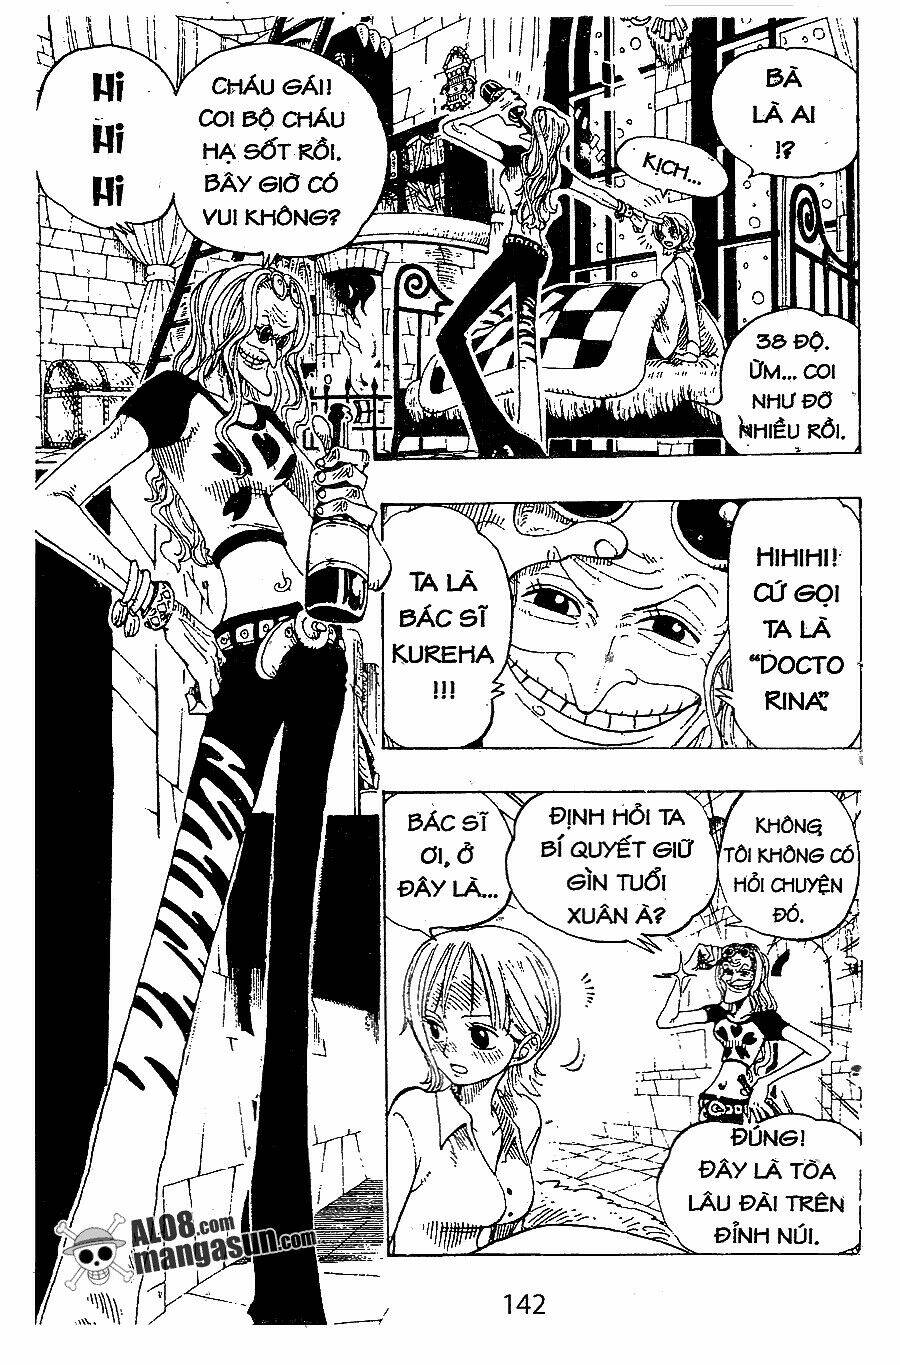 Hi
Hi
Hi
CHÁU GÁI!
COI BỘ CHÁU
HẠ SỐT RỒI.
BÂY GIỜ CÓ
VUI KHÔNG?
BÀ
LÀ AI
!?
KỊCH...
38 ĐỘ.
ỪM... COI
NHƯ ĐỠ
NHIỀU RỒI.
TA LÀ
BÁC SĨ
KUREHA
!!!
HIHIHI!
CỨ GỌI
TA LÀ
"DOCTO
RINA".
BÁC SĨ
ƠI, Ở
ĐÂY LÀ...
ĐỊNH HỎI TA
BÍ QUYẾT GIỮ
GÌN TUỔI
XUÂN À?
KHÔNG,
TÔI KHÔNG CÓ
HỎI CHUYỆN
ĐÓ.
ĐÚNG!
ĐÂY LÀ TÒA
LÂU ĐÀI TRÊN
ĐỈNH NÚI.
ALO8.com
mangasun.com
142